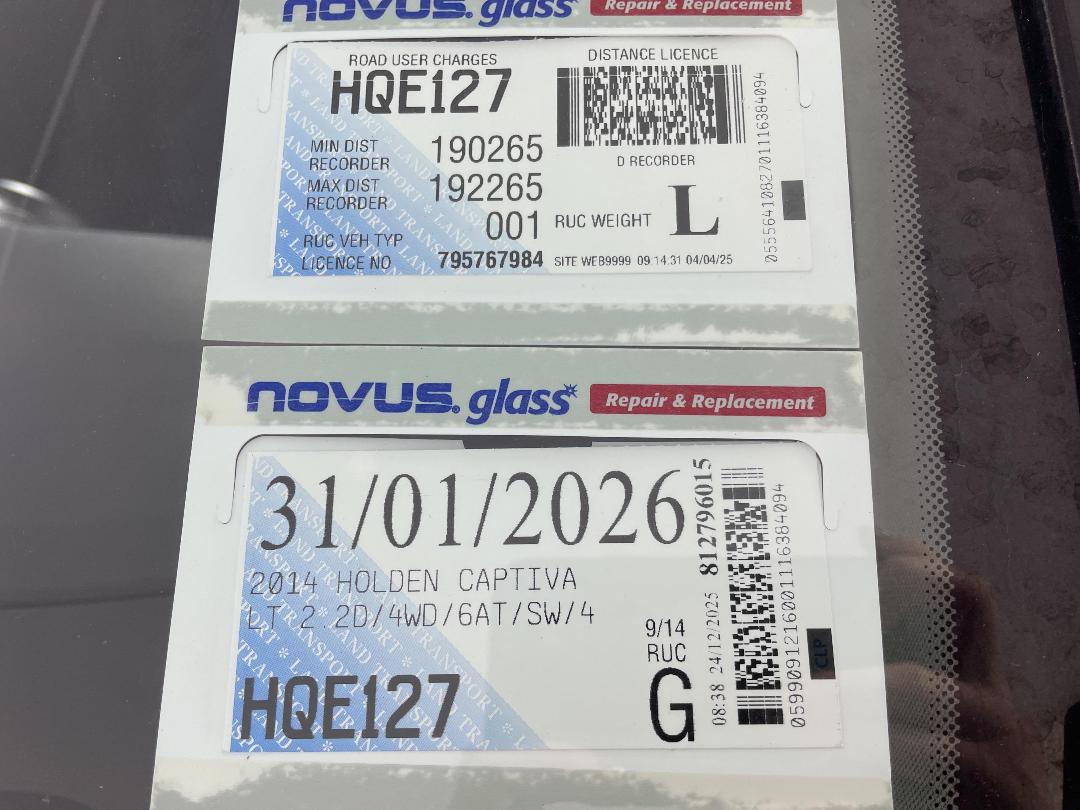 novus. glass
Repair & Replacement
ROAD USER CHARGES
DISTANCE LICENCE
HQE127
MIN DIST
RECORDER
190265
D RECORDER
MAX DIST
RECORDER
192265
001
RUC WEIGHT L
RUC VEH TYP
LICENCE NO 795767984
SITE WEB9999 09:14:31 04/04/25
novus. glass
Repair & Replacement
31/01/2026
812796015
2014 HOLDEN CAPTIVA
LT 2.2D/4WD/6AT/SW/4
9/14
RUC
G
08:38 24/12/2025
HQE127
CLP